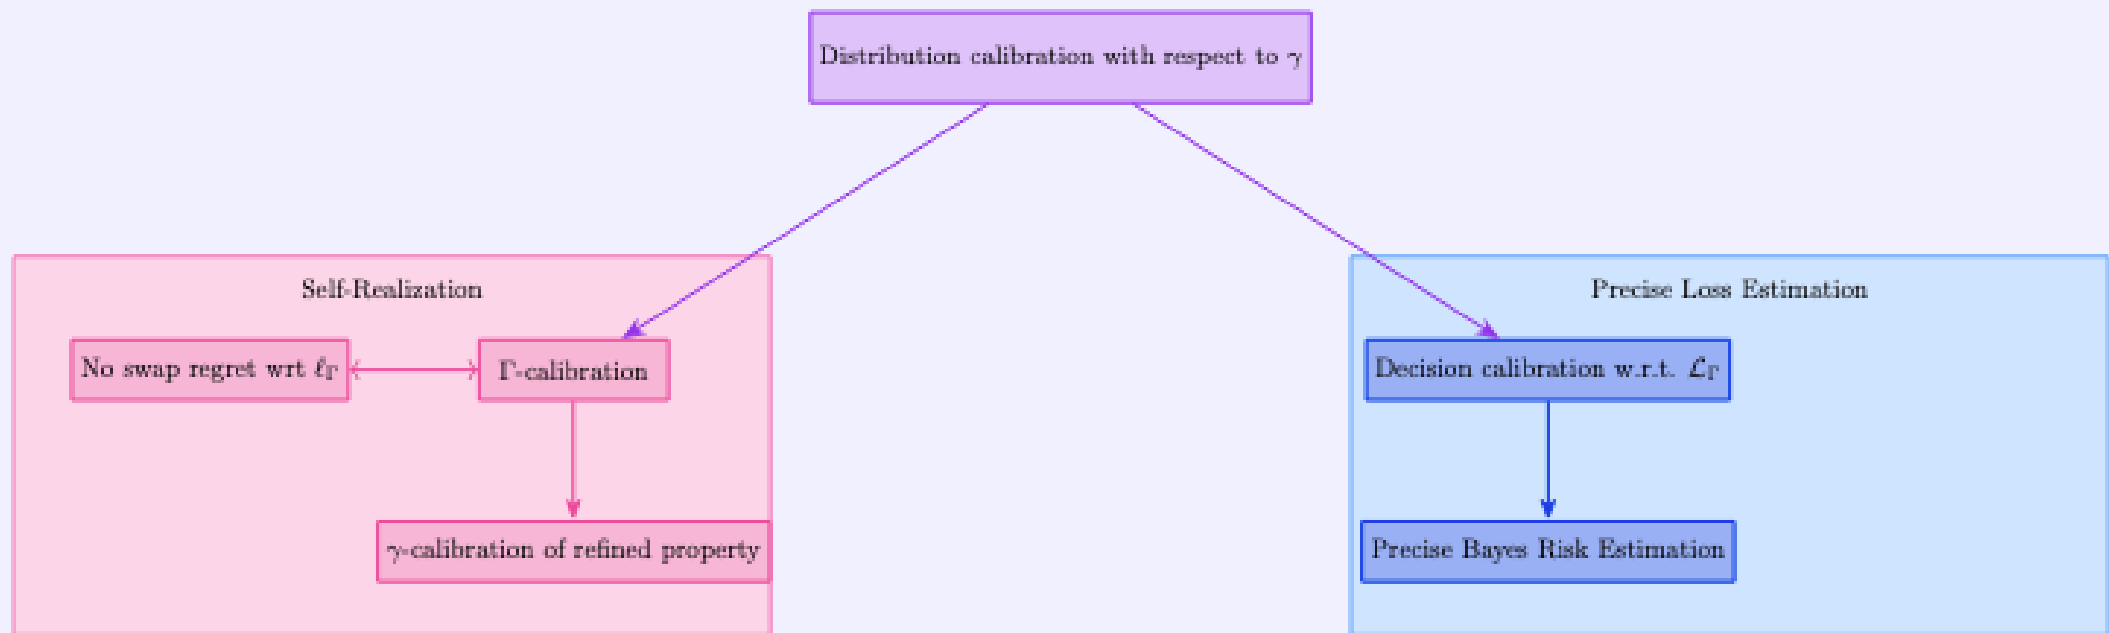 Distribution calibration with respect to γ
Self-Realization
Precise Loss Estimation
No swap regret wrt ℓ_Γ
Γ-calibration
Decision calibration w.r.t. 𝓛_Γ
γ-calibration of refined property
Precise Bayes Risk Estimation